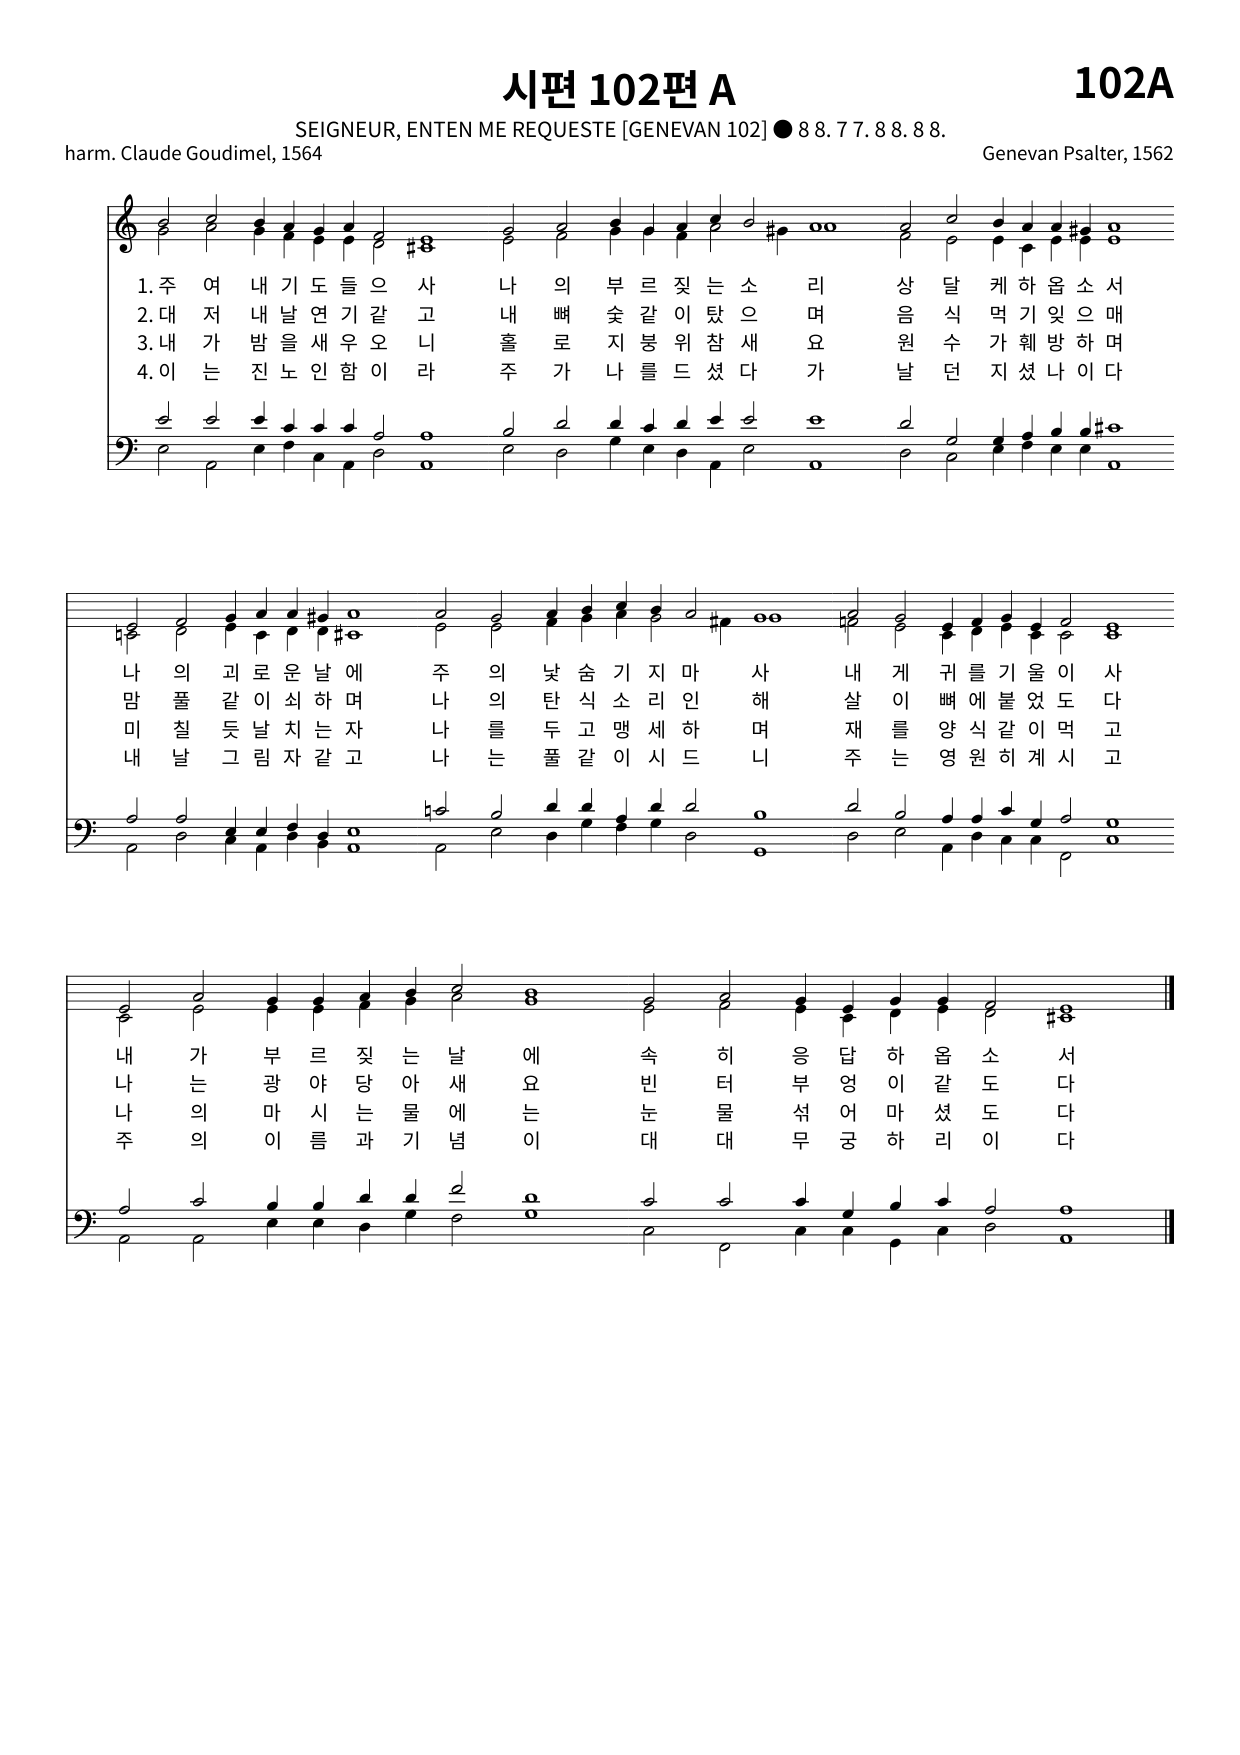 시편 102편 A
102A
SEIGNEUR, ENTEN ME REQUESTE [GENEVAN 102] ● 8 8. 7 7. 8 8. 8 8.
harm. Claude Goudimel, 1564
Genevan Psalter, 1562
1. 주 여 내 기 도 들 으 사 나 의 부 르 짖 는 소 리 상 달 케 하 옵 소 서
2. 대 저 내 날 연 기 같 고 내 뼈 숯 같 이 탔 으 며 음 식 먹 기 잊 으 매
3. 내 가 밤 을 새 우 오 니 홀 로 지 붕 위 참 새 요 원 수 가 훼 방 하 며
4. 이 는 진 노 인 함 이 라 주 가 나 를 드 셨 다 가 날 던 지 셨 나 이 다
나 의 괴 로 운 날 에 주 의 낯 숨 기 지 마 사 내 게 귀 를 기 울 이 사
맘 풀 같 이 쇠 하 며 나 의 탄 식 소 리 인 해 살 이 뼈 에 붙 었 도 다
미 칠 듯 날 치 는 자 나 를 두 고 맹 세 하 며 재 를 양 식 같 이 먹 고
내 날 그 림 자 같 고 나 는 풀 같 이 시 드 니 주 는 영 원 히 계 시 고
내 가 부 르 짖 는 날 에 속 히 응 답 하 옵 소 서
나 는 광 야 당 아 새 요 빈 터 부 엉 이 같 도 다
나 의 마 시 는 물 에 는 눈 물 섞 어 마 셨 도 다
주 의 이 름 과 기 념 이 대 대 무 궁 하 리 이 다